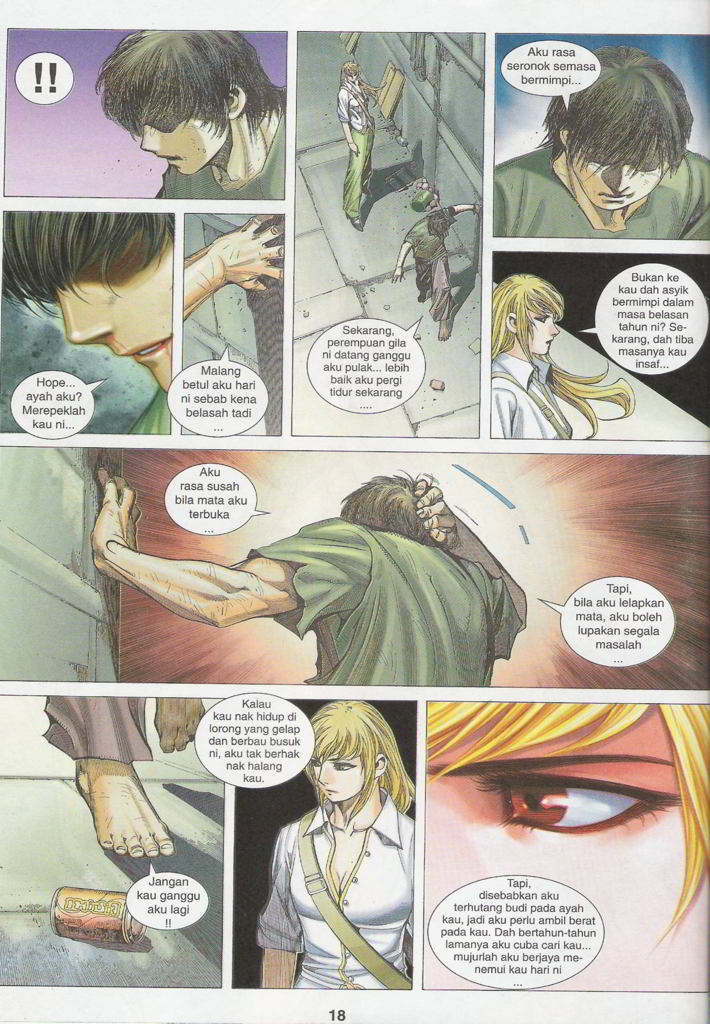 !!
Hope...
ayah aku?
Merepeklah
kau ni...
Malang
betul aku hari
ni sebab kena
belasah tadi
...
Sekarang,
perempuan gila
ni datang ganggu
aku pulak... lebih
baik aku pergi
tidur sekarang
....
Aku rasa
seronok semasa
bermimpi...
Bukan ke
kau dah asyik
bermimpi dalam
masa belasan
tahun ni? Se-
karang, dah tiba
masanya kau
insaf...
Aku
rasa susah
bila mata aku
terbuka
...
Tapi,
bila aku lelapkan
mata, aku boleh
lupakan segala
masalah
...
Jangan
kau ganggu
aku lagi
!!
Kalau
kau nak hidup di
lorong yang gelap
dan berbau busuk
ni, aku tak berhak
nak halang
kau.
Tapi,
disebabkan aku
terhutang budi pada ayah
kau, jadi aku perlu ambil berat
pada kau. Dah bertahun-tahun
lamanya aku cuba cari kau...
mujurlah aku berjaya me-
nemui kau hari ni
...
18